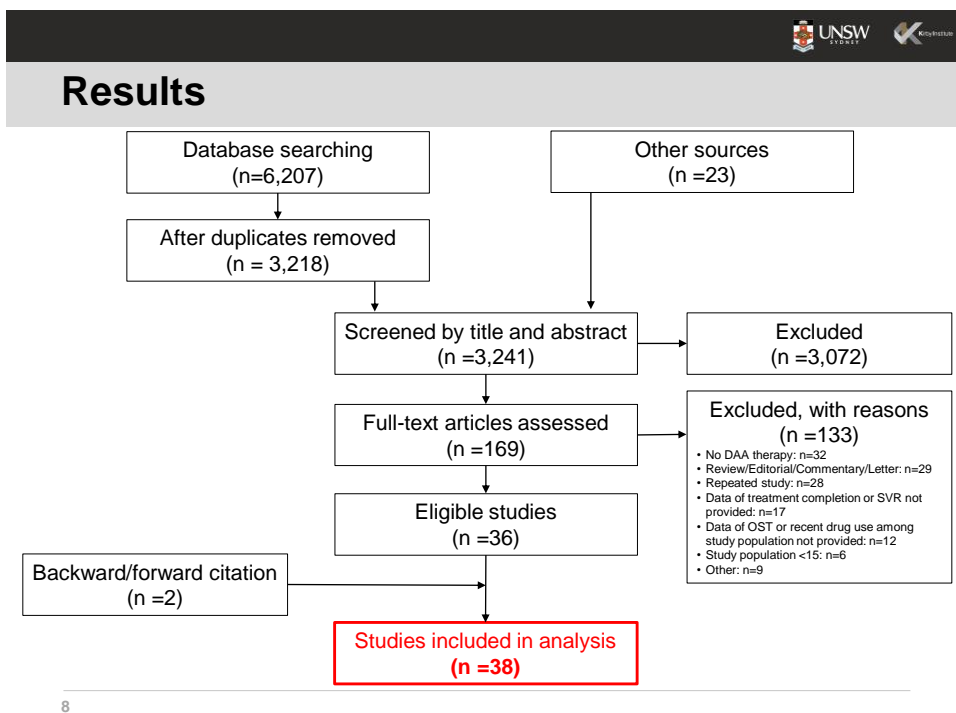 UNSW
SYDNEY
Kirby Institute
Results
Database searching
(n=6,207)
Other sources
(n =23)
After duplicates removed
(n = 3,218)
Screened by title and abstract
(n =3,241)
Excluded
(n =3,072)
Full-text articles assessed
(n =169)
Excluded, with reasons
(n =133)
• No DAA therapy: n=32
• Review/Editorial/Commentary/Letter: n=29
• Repeated study: n=28
• Data of treatment completion or SVR not
provided: n=17
• Data of OST or recent drug use among
study population not provided: n=12
• Study population <15: n=6
• Other: n=9
Eligible studies
(n =36)
Backward/forward citation
(n =2)
Studies included in analysis
(n =38)
8